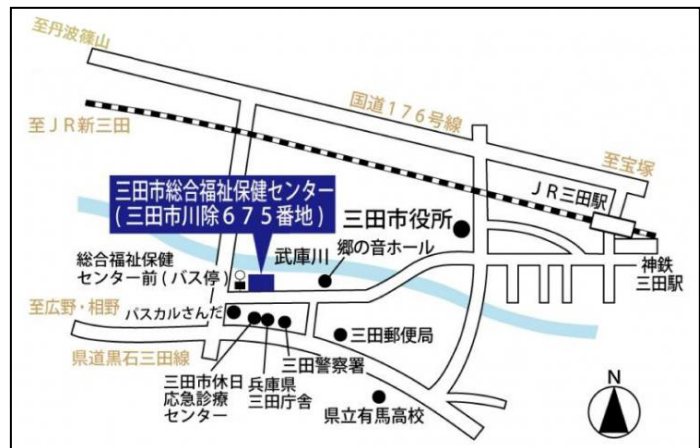 至丹波篠山
国道176号線
至JR新三田
至宝塚
JR三田駅
三田市総合福祉保健センター
(三田市川除675番地)
三田市役所
郷の音ホール
武庫川
神鉄
三田駅
総合福祉保健
センター前(バス停)
至広野・相野
パスカルさんだ
三田郵便局
三田警察署
県道黒石三田線
三田市休日
応急診療
センター
兵庫県
三田庁舎
県立有馬高校
N